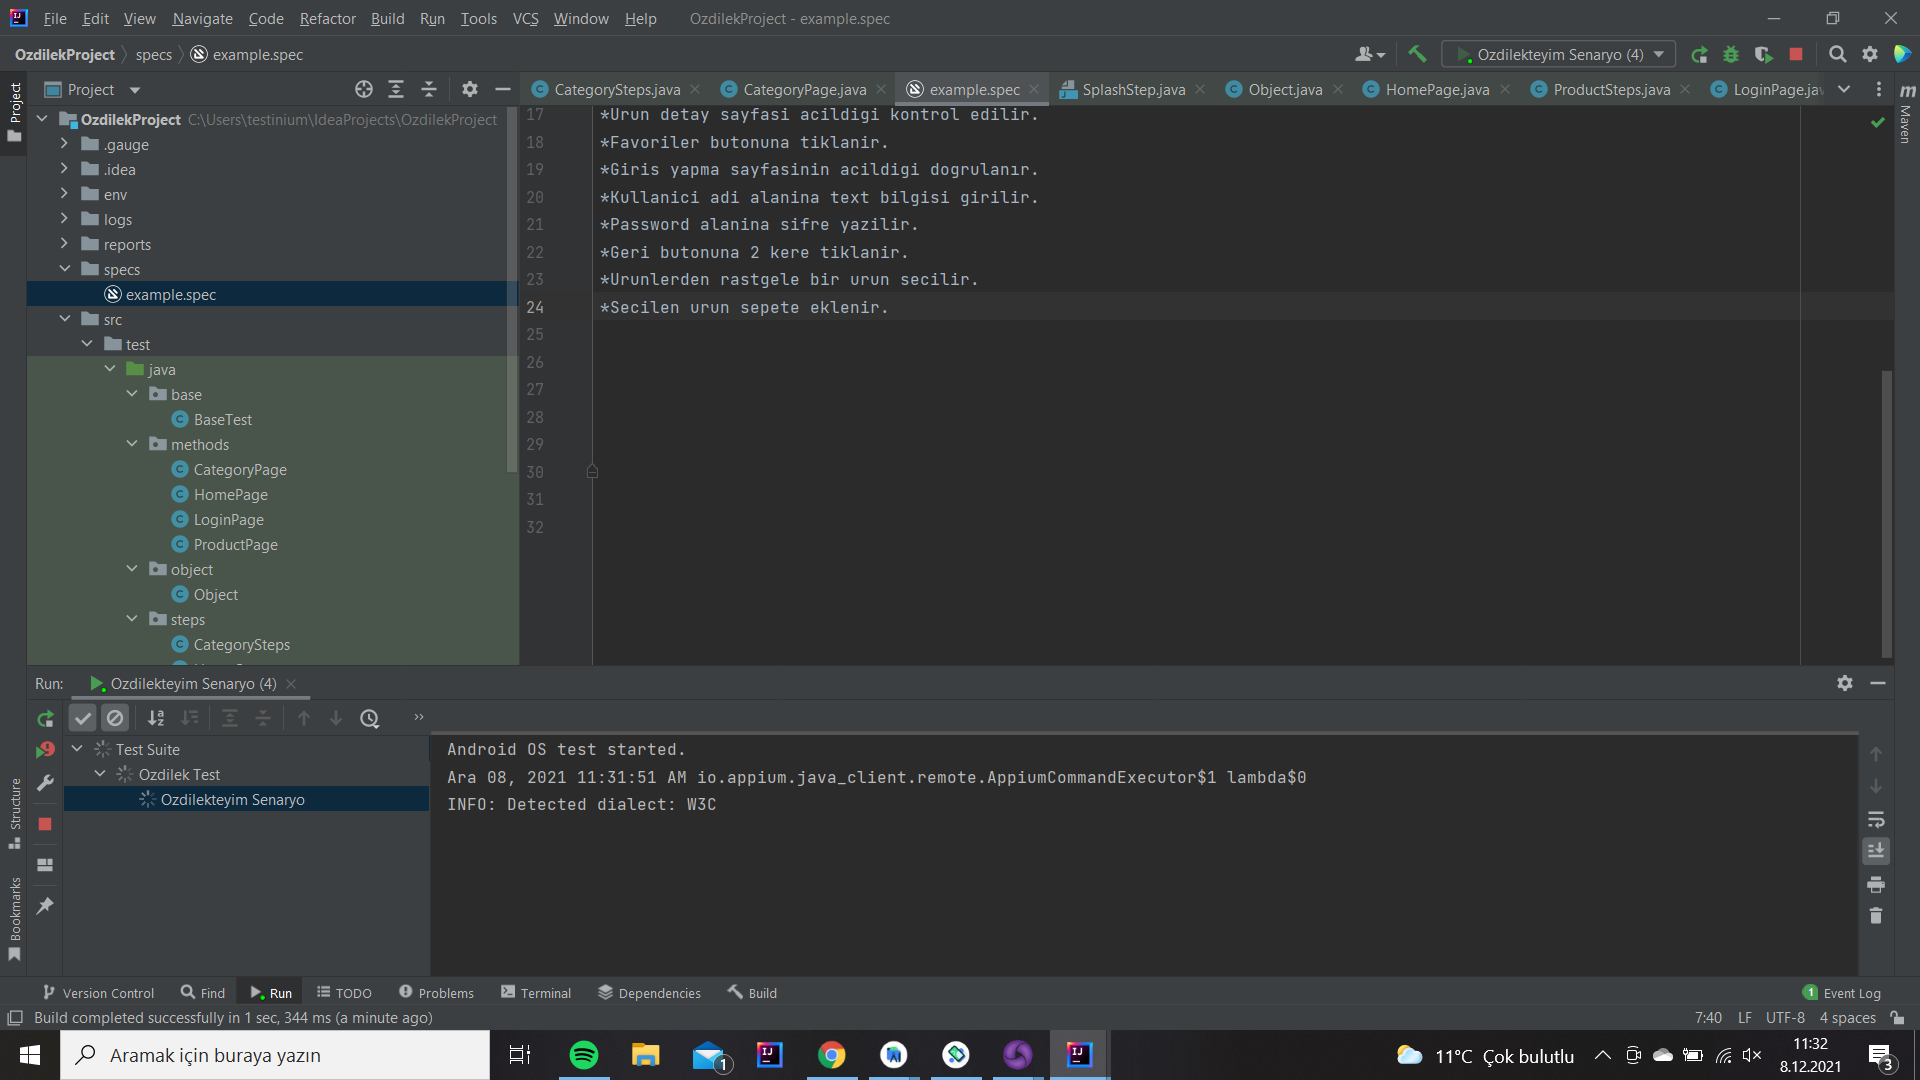 File Edit View Navigate Code Refactor Build Run Tools VCS Window Help OzdilekProject - example.spec
OzdilekProject specs example.spec Ozdilekteyim Senaryo (4)
Project CategorySteps.java CategoryPage.java example.spec SplashStep.java Object.java HomePage.java ProductSteps.java LoginPage.jav
Project
Maven
OzdilekProject C:\Users\testinium\IdeaProjects\OzdilekProject
.gauge
.idea
env
logs
reports
specs
example.spec
src
test
java
base
BaseTest
methods
CategoryPage
HomePage
LoginPage
ProductPage
object
Object
steps
CategorySteps
17 *Urun detay sayfasi acildigi kontrol edilir.
18 *Favoriler butonuna tiklanir.
19 *Giris yapma sayfasinin acildigi dogrulanır.
20 *Kullanici adi alanina text bilgisi girilir.
21 *Password alanina sifre yazilir.
22 *Geri butonuna 2 kere tiklanir.
23 *Urunlerden rastgele bir urun secilir.
24 *Secilen urun sepete eklenir.
25
26
27
28
29
30
31
32
Run: Ozdilekteyim Senaryo (4)
Test Suite
Ozdilek Test
Ozdilekteyim Senaryo
Android OS test started.
Ara 08, 2021 11:31:51 AM io.appium.java_client.remote.AppiumCommandExecutor$1 lambda$0
INFO: Detected dialect: W3C
Structure
Bookmarks
Version Control Find Run TODO Problems Terminal Dependencies Build 1 Event Log
Build completed successfully in 1 sec, 344 ms (a minute ago) 7:40 LF UTF-8 4 spaces
Aramak için buraya yazın 1 11°C Çok bulutlu 11:32
8.12.2021 3